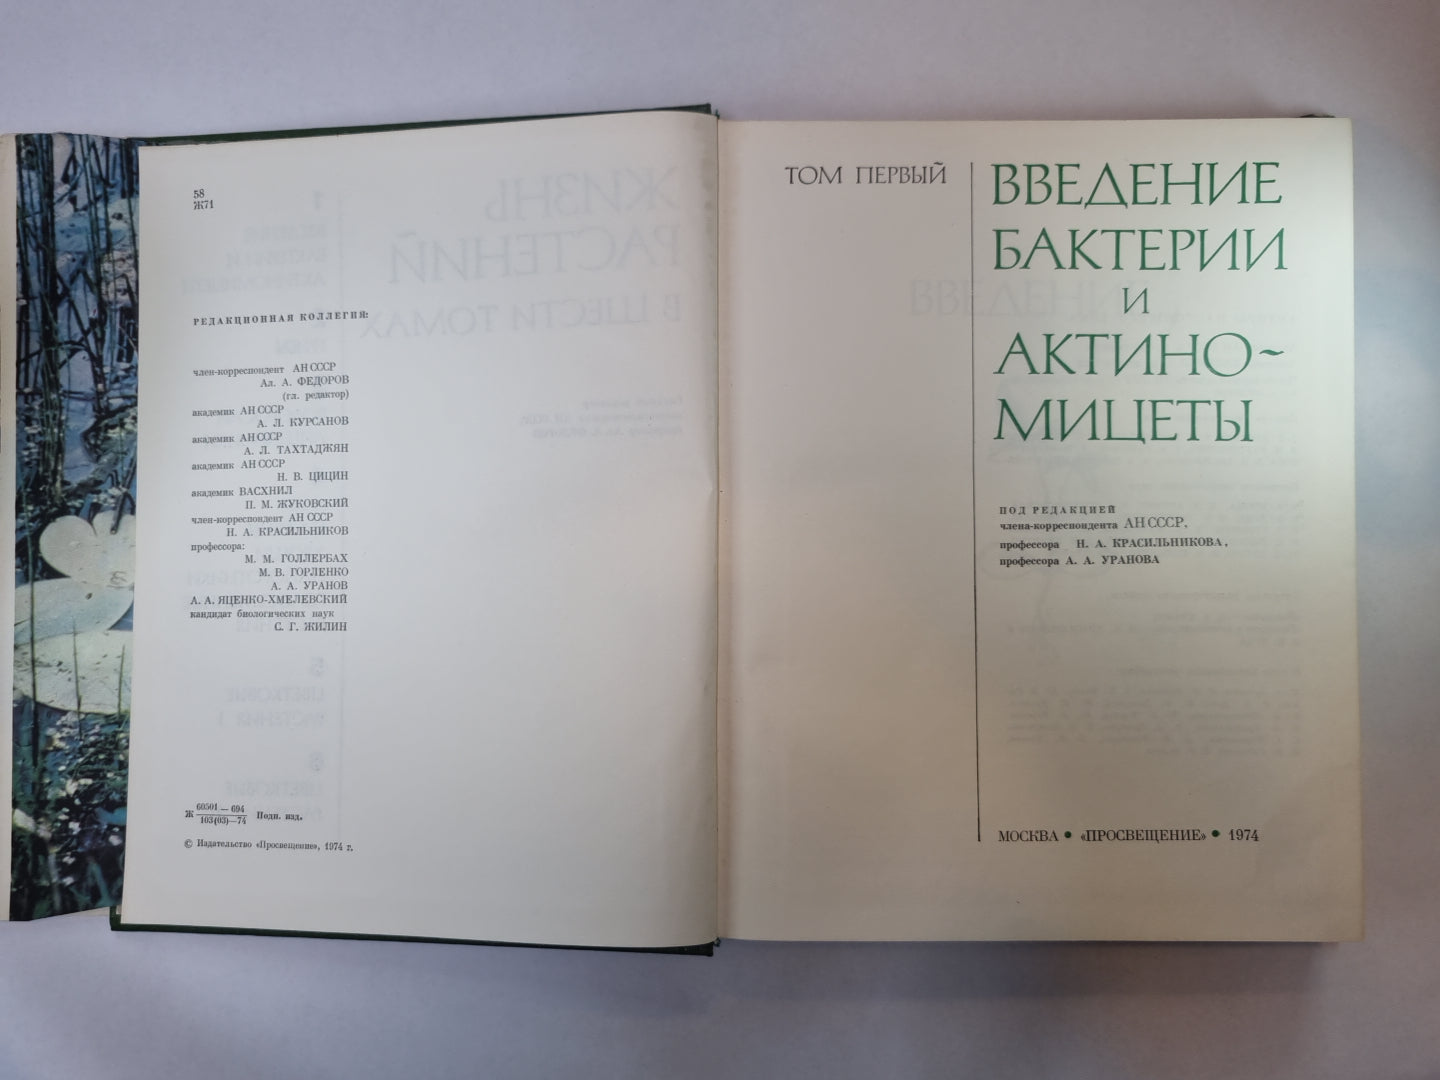 58
Ж71
РЕДАКЦИОННАЯ КОЛЛЕГИЯ:
член-корреспондент АН СССР
Ал. А. ФЕДОРОВ
(гл. редактор)
академик АН СССР
А. Л. КУРСАНОВ
академик АН СССР
А. Л. ТАХТАДЖЯН
академик АН СССР
Н. В. ЦИЦИН
академик ВАСХНИЛ
П. М. ЖУКОВСКИЙ
член-корреспондент АН СССР
Н. А. КРАСИЛЬНИКОВ
профессора:
М. М. ГОЛЛЕРБАХ
М. В. ГОРЛЕНКО
А. А. УРАНОВ
А. А. ЯЦЕНКО-ХМЕЛЕВСКИЙ
кандидат биологических наук
С. Г. ЖИЛИН
Ж 60501—694
103(03)—74 Подп. изд.
© Издательство «Просвещение», 1974 г.
ТОМ ПЕРВЫЙ
ВВЕДЕНИЕ
БАКТЕРИИ
И
АКТИНО-
МИЦЕТЫ
ПОД РЕДАКЦИЕЙ
члена-корреспондента АН СССР,
профессора Н. А. КРАСИЛЬНИКОВА,
профессора А. А. УРАНОВА
МОСКВА • «ПРОСВЕЩЕНИЕ» • 1974